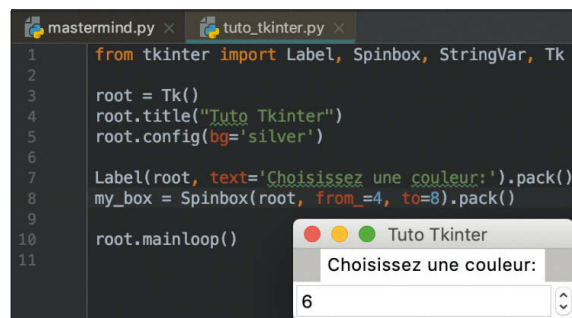 mastermind.py × tuto_tkinter.py ×
1 from tkinter import Label, Spinbox, StringVar, Tk
2
3 root = Tk()
4 root.title("Tuto Tkinter")
5 root.config(bg='silver')
6
7 Label(root, text='Choisissez une couleur:').pack()
8 my_box = Spinbox(root, from_=4, to=8).pack()
9
10 root.mainloop()
11
Tuto Tkinter
Choisissez une couleur:
6